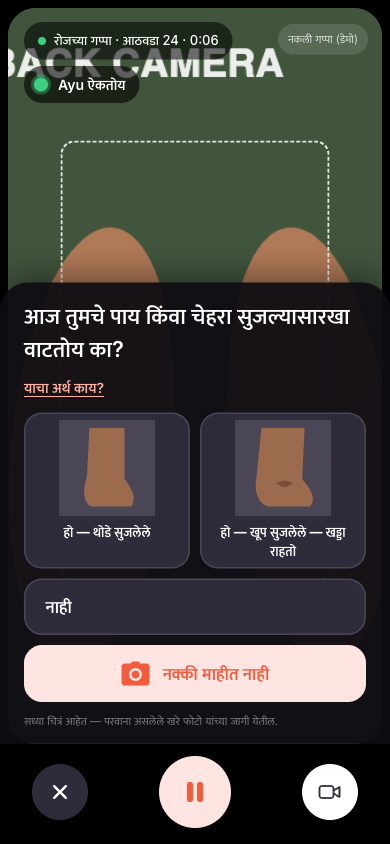 रोजच्या गप्पा · आठवडा 24 · 0:06
नकली गप्पा (डेमो)
BACK CAMERA
Ayu ऐकतोय
आज तुमचे पाय किंवा चेहरा सुजल्यासारखा
वाटतोय का?
याचा अर्थ काय?
हो — थोडे सुजलेले
हो — खूप सुजलेले — खड्डा
राहतो
नाही
नक्की माहीत नाही
सध्या चित्रं आहेत — परवाना असलेले खरे फोटो यांच्या जागी येतील.